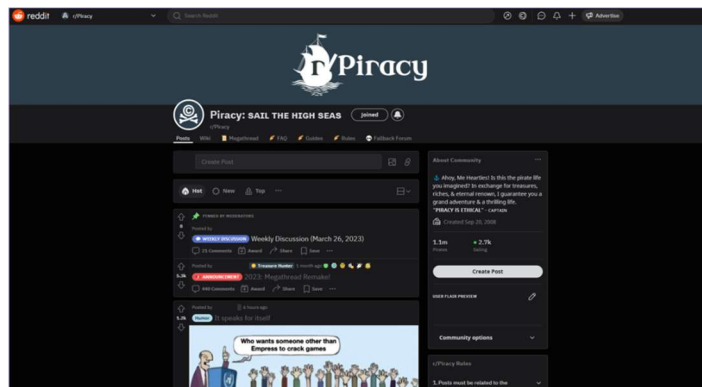 reddit
r/Piracy
Search Reddit
Advertise
r/Piracy
Piracy: SAIL THE HIGH SEAS
Joined
r/Piracy
Posts Wiki Megathread FAQ Guides Rules Fallback Forum
Create Post
Hot New Top
PINNED BY MODERATORS
Posted by
WEEKLY DISCUSSION Weekly Discussion (March 26, 2023)
Comments Award Share Save
Posted by Treasure Hunter 1 month ago
5.3k
ANNOUNCEMENT 2023: Megathread Remake!
490 Comments Award Share Save
Posted by 6 hours ago
Humor It speaks for itself
Who wants someone other than
Empress to crack games
About Community
Ahoy, Me Hearties! Is this the pirate life
you imagined? In exchange for treasures,
riches, & eternal renown, I guarantee you a
grand adventure & a thrilling life.
"PIRACY IS ETHICAL" - CAPTAIN
Created Sep 20, 2008
1.1m 2.7k
Pirates Sailing
Create Post
USER FLAIR PREVIEW
Community options
r/Piracy Rules
1. Posts must be related to the